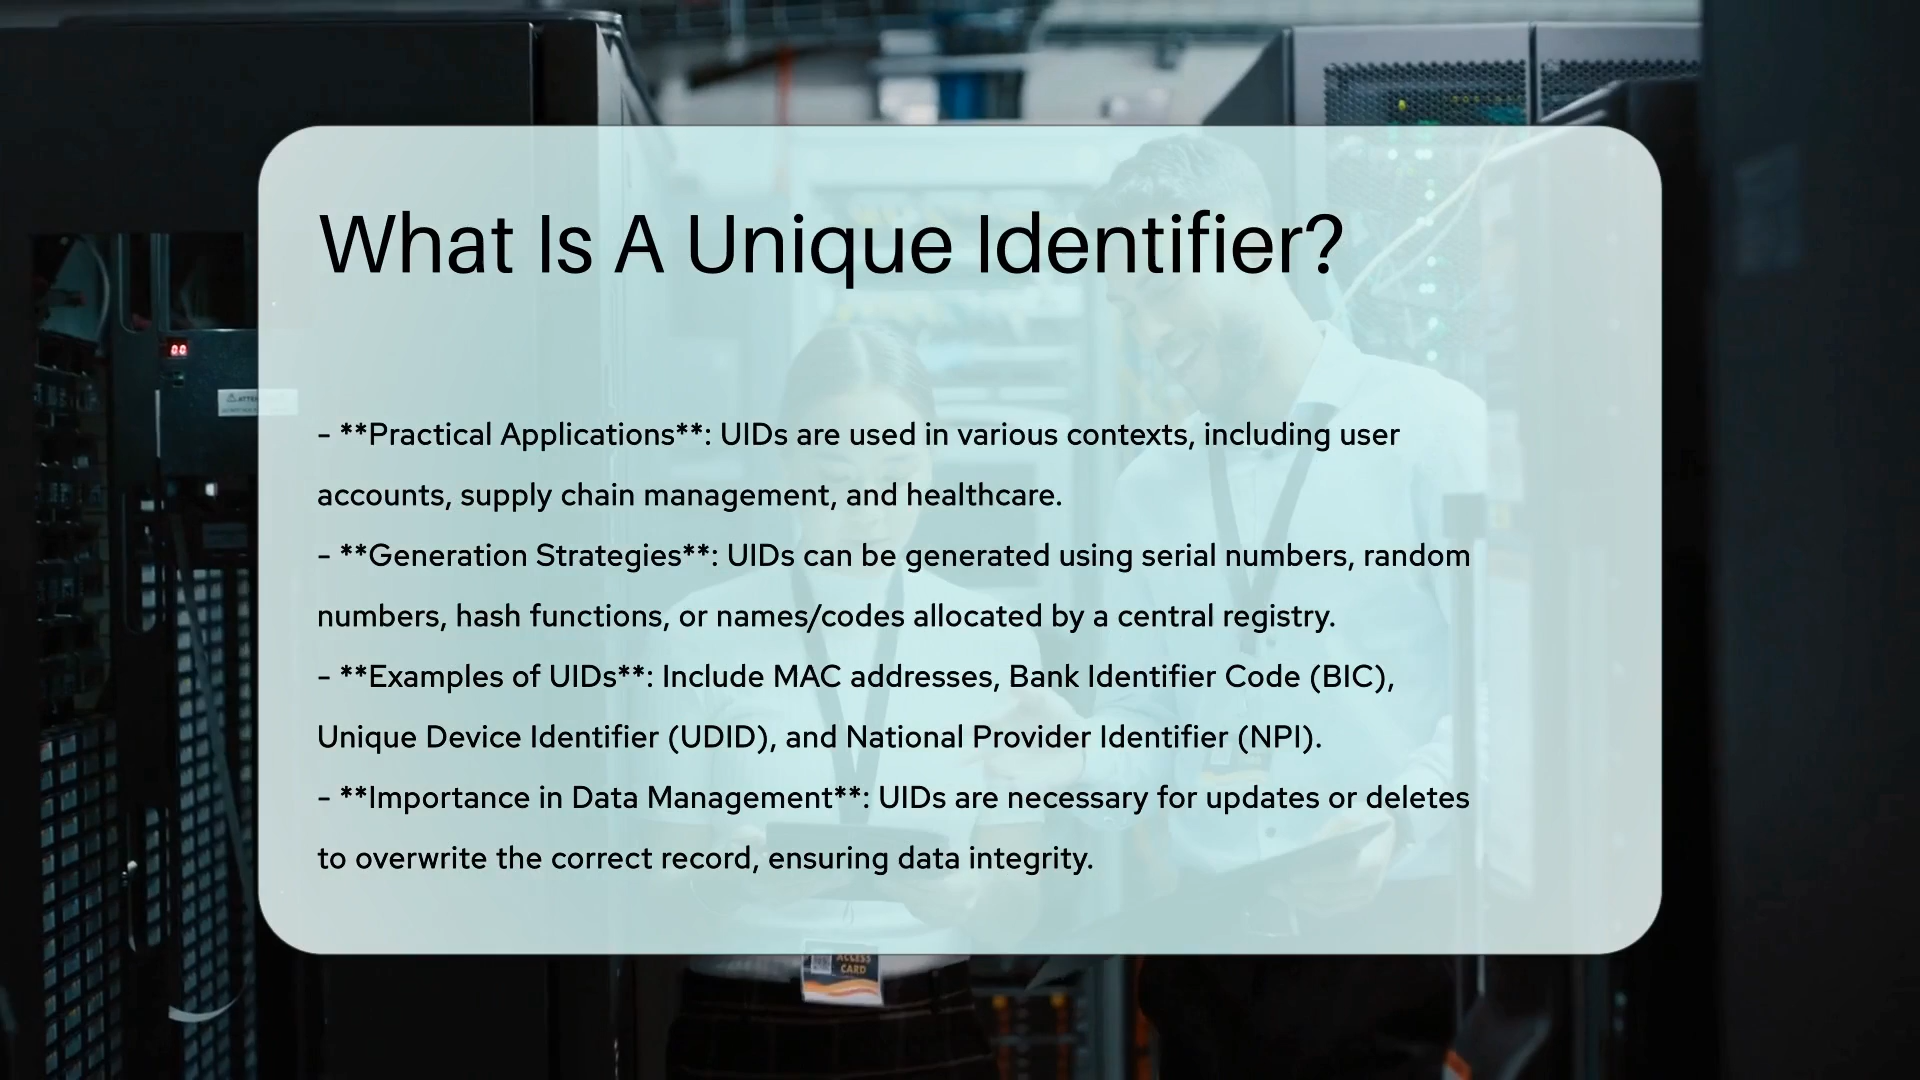 What Is A Unique Identifier?
00
- **Practical Applications**: UIDs are used in various contexts, including user
accounts, supply chain management, and healthcare.
- **Generation Strategies**: UIDs can be generated using serial numbers, random
numbers, hash functions, or names/codes allocated by a central registry.
- **Examples of UIDs**: Include MAC addresses, Bank Identifier Code (BIC),
Unique Device Identifier (UDID), and National Provider Identifier (NPI).
- **Importance in Data Management**: UIDs are necessary for updates or deletes
to overwrite the correct record, ensuring data integrity.
ACCESS
CARD